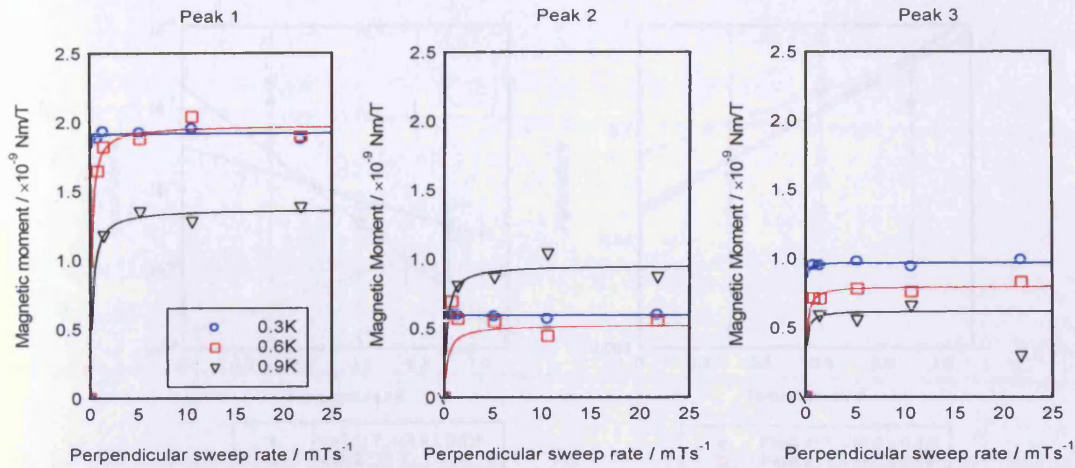 Peak 1
Peak 2
Peak 3
Magnetic moment / ×10⁻⁹ Nm/T
2.5
2.0
1.5
1.0
0.5
0
0.3K
0.6K
0.9K
0 5 10 15 20 25
Perpendicular sweep rate / mTs⁻¹
Magnetic Moment / ×10⁻⁹ Nm/T
2.5
2.0
1.5
1.0
0.5
0
0 5 10 15 20 25
Perpendicular sweep rate / mTs⁻¹
Magnetic Moment / ×10⁻⁹ Nm/T
2.5
2.0
1.5
1.0
0.5
0
0 5 10 15 20 25
Perpendicular sweep rate / mTs⁻¹